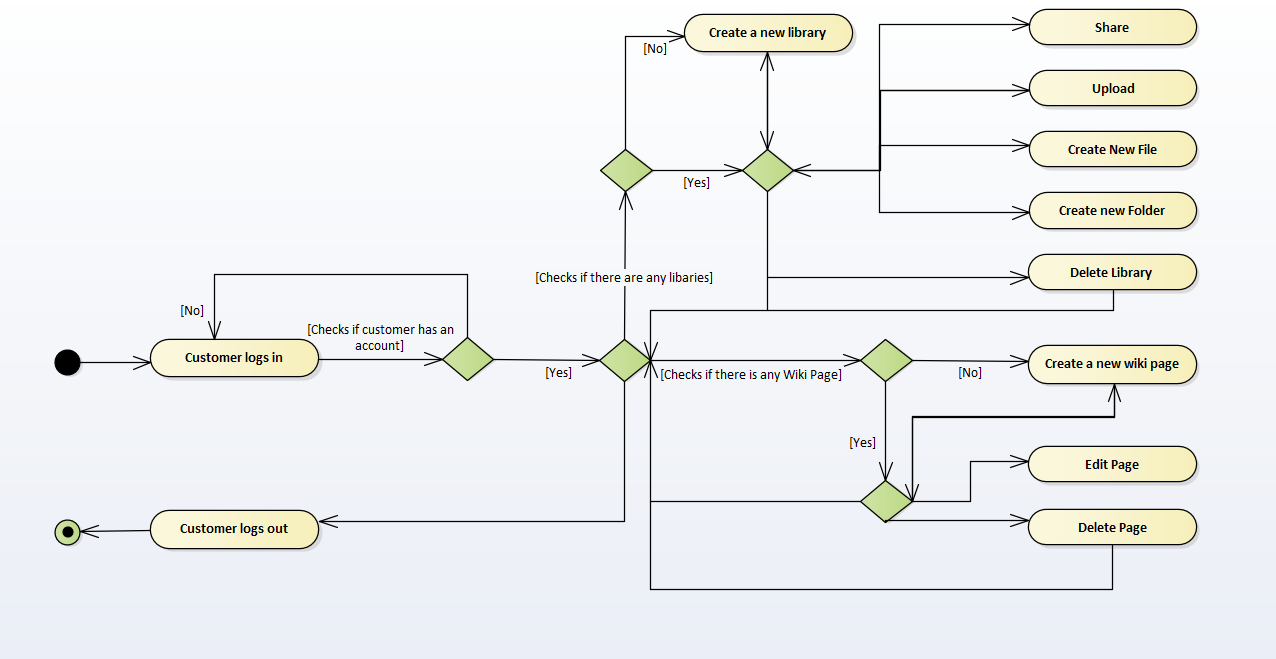 Create a new library
Share
[No]
Upload
Create New File
[Yes]
Create new Folder
[Checks if there are any libaries]
Delete Library
[No]
[Checks if customer has an
account]
Customer logs in
[Yes]
[Checks if there is any Wiki Page]
[No]
Create a new wiki page
[Yes]
Edit Page
Customer logs out
Delete Page